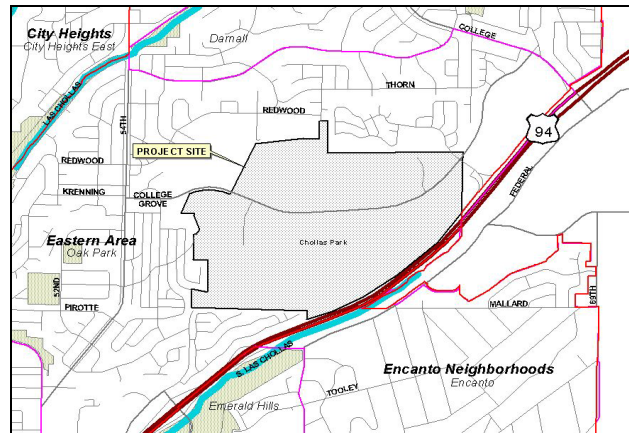 City Heights
City Heights East
Darnall
COLLEGE
LAS CHOLLAS
54TH
THORN
REDWOOD
94
PROJECT SITE
REDWOOD
KRENNING
COLLEGE
GROVE
FEDERAL
Eastern Area
Oak Park
Chollas Park
52ND
PIROTTE
MALLARD
69TH
S. LAS CHOLLAS
Encanto Neighborhoods
Encanto
TOOLEY
Emerald Hills